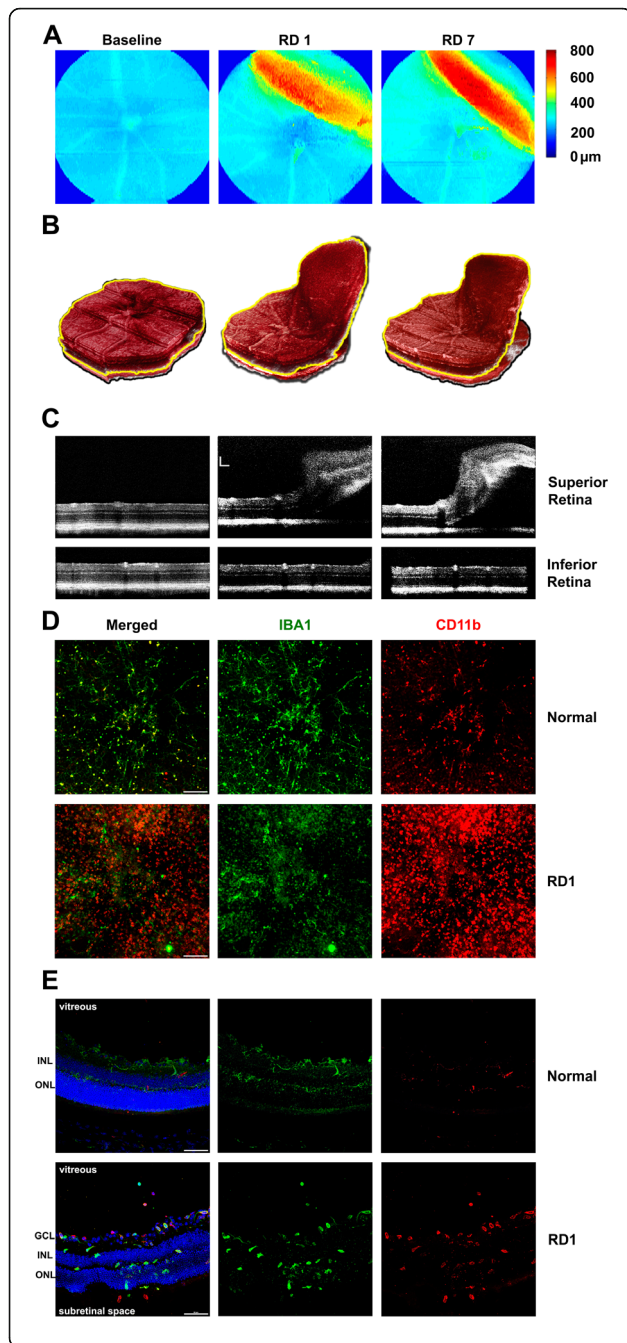 A
Baseline
RD 1
RD 7
800
600
400
200
0 µm
B
C
Superior
Retina
Inferior
Retina
D
Merged
IBA1
CD11b
Normal
RD1
E
vitreous
INL
ONL
Normal
vitreous
GCL
INL
ONL
subretinal space
RD1